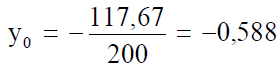 y₀ = − 117,67 / 200 = −0,588